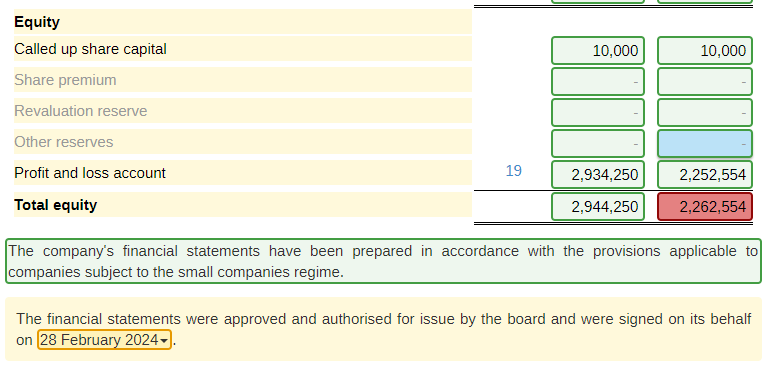 Equity
Called up share capital 10,000 10,000
Share premium - -
Revaluation reserve - -
Other reserves - -
Profit and loss account 19 2,934,250 2,252,554
Total equity 2,944,250 2,262,554
The company's financial statements have been prepared in accordance with the provisions applicable to
companies subject to the small companies regime.
The financial statements were approved and authorised for issue by the board and were signed on its behalf
on 28 February 2024.